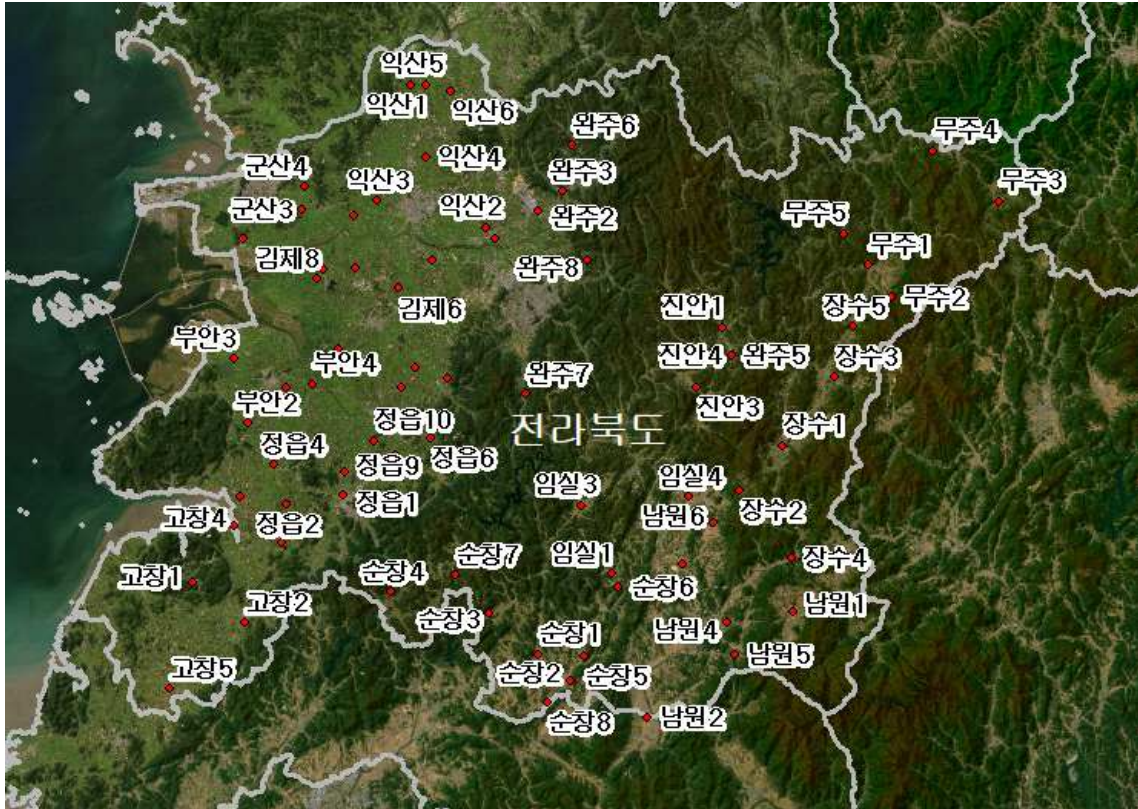 익산5
익산1
익산6
완주6
무주4
익산4
완주3
군산4
익산3
무주3
군산3
익산2
완주2
무주5
무주1
김제8
완주8
김제6
무주2
진안1
장수5
부안3
부안4
진안4
완주5
장수3
완주7
진안3
부안2
정읍10
전라북도
장수1
정읍4
정읍6
정읍9
임실3
임실4
정읍1
장수2
고창4
정읍2
남원6
순창7
임실1
장수4
고창1
순창4
순창6
고창2
순창3
남원1
남원4
순창1
남원5
고창5
순창2
순창5
순창8
남원2